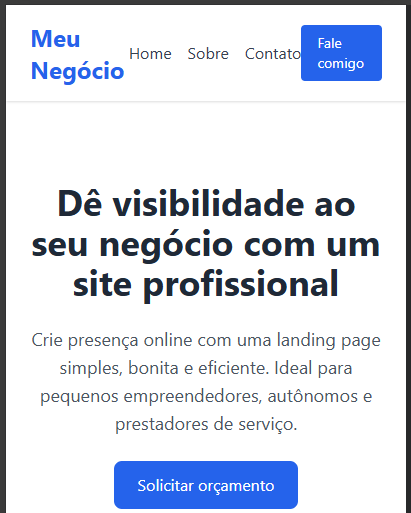 Meu
Negócio
Home Sobre Contato
Fale
comigo
Dê visibilidade ao
seu negócio com um
site profissional
Crie presença online com uma landing page
simples, bonita e eficiente. Ideal para
pequenos empreendedores, autônomos e
prestadores de serviço.
Solicitar orçamento